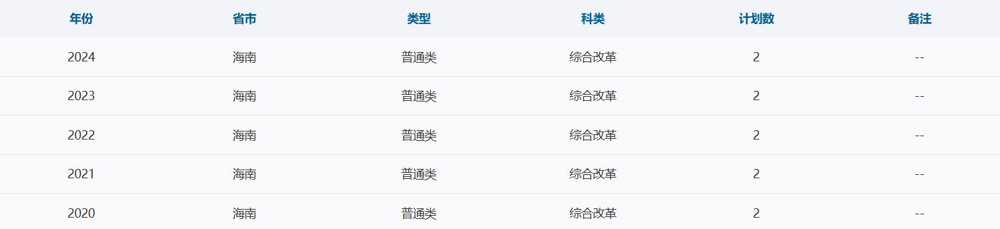 年份 省市 类型 科类 计划数 备注
2024 海南 普通类 综合改革 2 --
2023 海南 普通类 综合改革 2 --
2022 海南 普通类 综合改革 2 --
2021 海南 普通类 综合改革 2 --
2020 海南 普通类 综合改革 2 --